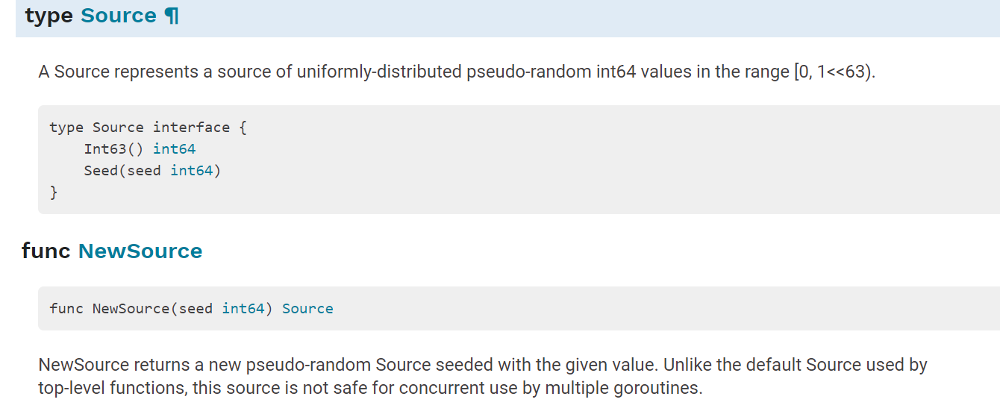 type Source ¶
A Source represents a source of uniformly-distributed pseudo-random int64 values in the range [0, 1<<63).
type Source interface {
    Int63() int64
    Seed(seed int64)
}
func NewSource
func NewSource(seed int64) Source
NewSource returns a new pseudo-random Source seeded with the given value. Unlike the default Source used by
top-level functions, this source is not safe for concurrent use by multiple goroutines.